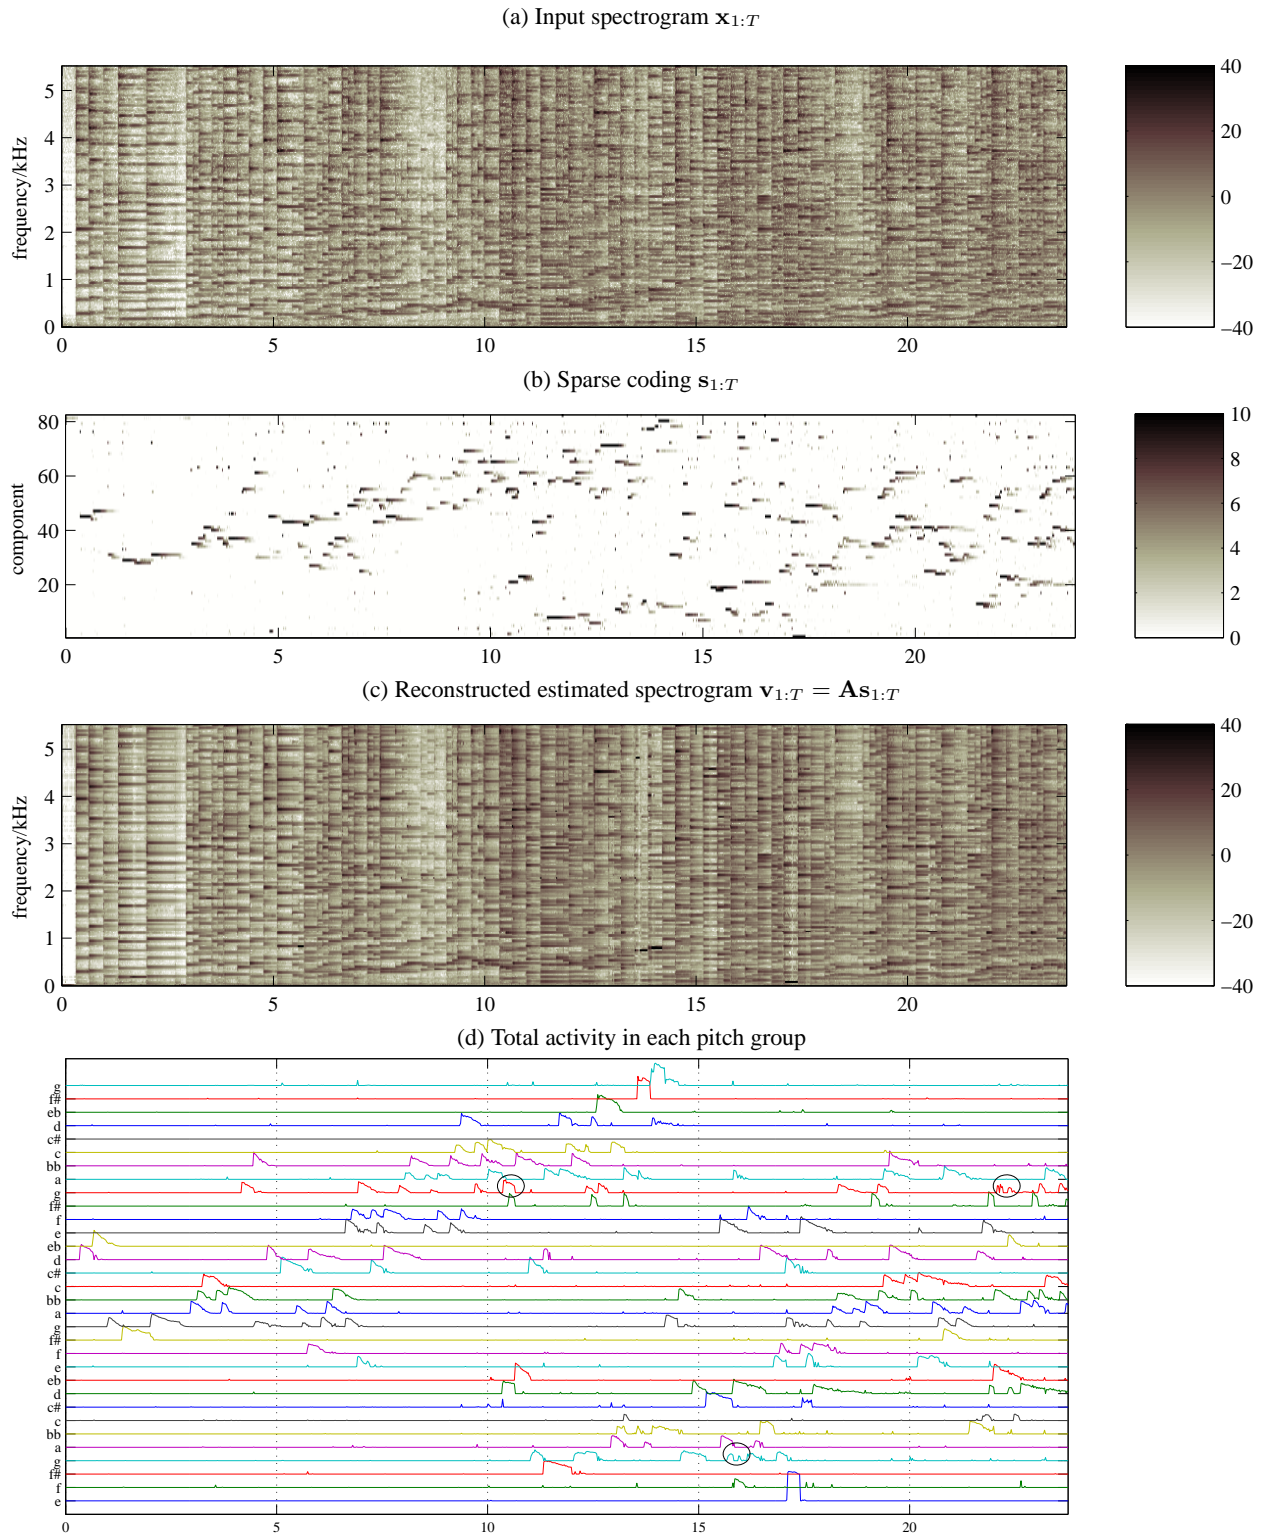 (a) Input spectrogram x1:T
frequency/kHz
5
4
3
2
1
0
0 5 10 15 20
40
20
0
−20
−40
(b) Sparse coding s1:T
component
80
60
40
20
0 5 10 15 20
10
8
6
4
2
0
(c) Reconstructed estimated spectrogram v1:T = As1:T
frequency/kHz
5
4
3
2
1
0
0 5 10 15 20
40
20
0
−20
−40
(d) Total activity in each pitch group
g
f#
eb
d
c#
c
bb
a
g
f#
f
e
eb
d
c#
c
bb
a
g
f#
f
e
eb
d
c#
c
bb
a
g
f#
f
e
0 5 10 15 20